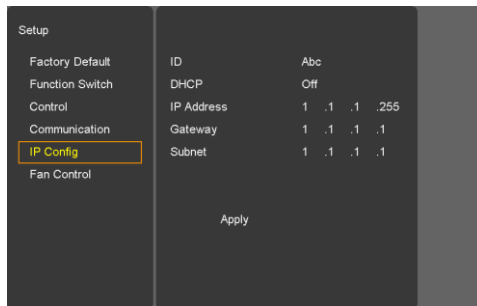 Setup
Factory Default
Function Switch
Control
Communication
IP Config
Fan Control
ID Abc
DHCP Off
IP Address 1 .1 .1 .255
Gateway 1 .1 .1 .1
Subnet 1 .1 .1 .1
Apply